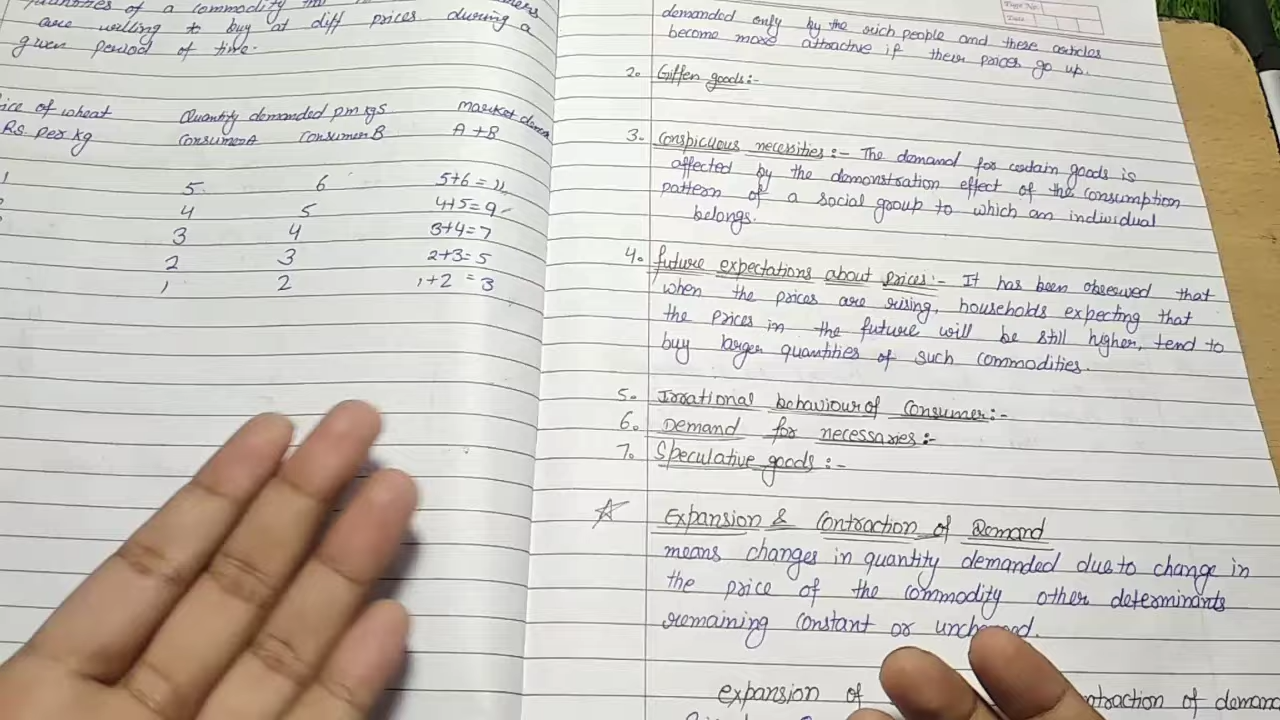 of a commodity
are willing to buy at diff prices during a
given period of time.
of wheat Quantity demanded pm kgs market
Rs. per kg Consumer A Consumer B A + B
1 5 6 5+6 = 11
4 5 4+5 = 9
3 4 3+4=7
2 3 2+3=5
1 2 1+2 = 3
Page No.
Date
demanded only by the rich people and these articles
become more attractive if their prices go up.
2. Giffen goods:-
3. Conspicuous necessities:- The demand for certain goods is
affected by the demonstration effect of the consumption
pattern of a social group to which an individual
belongs.
4. future expectations about prices:- It has been observed that
when the prices are rising, households expecting that
the prices in the future will be still higher, tend to
buy larger quantities of such commodities.
5. Irrational behaviour of Consumer:-
6. Demand for necessaries:-
7. Speculative goods:-
Expansion & Contraction of Demand
means changes in quantity demanded due to change in
the price of the commodity other determinants
remaining constant or
expansion of of demand